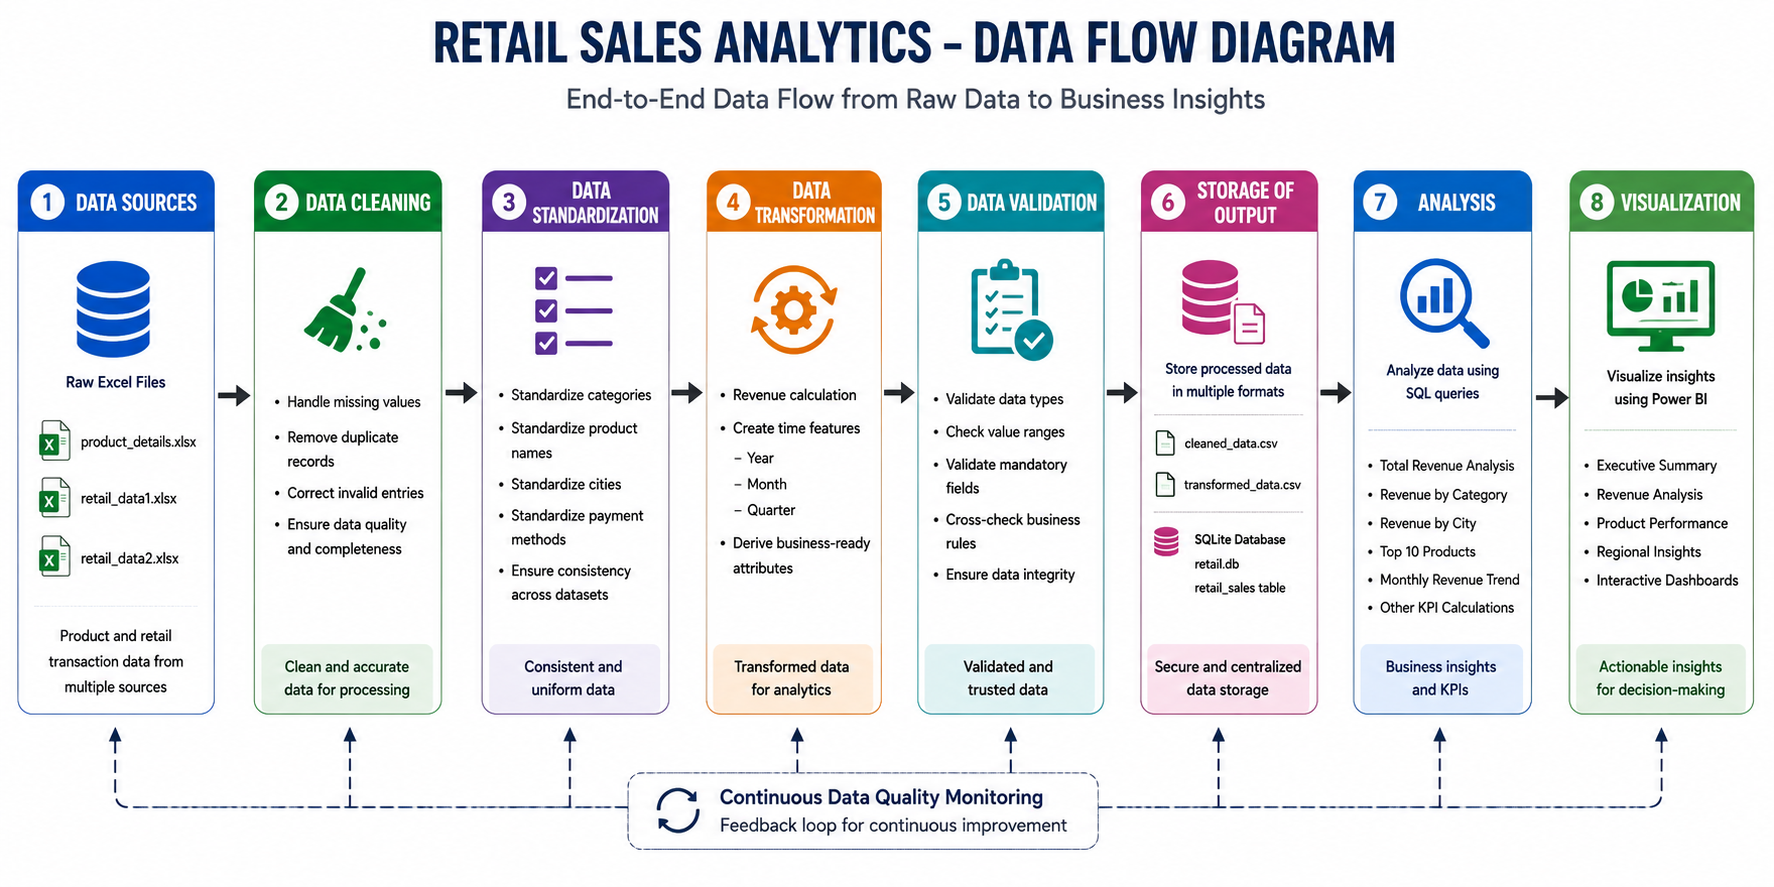 RETAIL SALES ANALYTICS – DATA FLOW DIAGRAM
End-to-End Data Flow from Raw Data to Business Insights
1 DATA SOURCES
Raw Excel Files
X product_details.xlsx
X retail_data1.xlsx
X retail_data2.xlsx
Product and retail
transaction data from
multiple sources
2 DATA CLEANING
• Handle missing values
• Remove duplicate
records
• Correct invalid entries
• Ensure data quality
and completeness
Clean and accurate
data for processing
3 DATA
STANDARDIZATION
• Standardize categories
• Standardize product
names
• Standardize cities
• Standardize payment
methods
• Ensure consistency
across datasets
Consistent and
uniform data
4 DATA
TRANSFORMATION
• Revenue calculation
• Create time features
– Year
– Month
– Quarter
• Derive business-ready
attributes
Transformed data
for analytics
5 DATA VALIDATION
• Validate data types
• Check value ranges
• Validate mandatory
fields
• Cross-check business
rules
• Ensure data integrity
Validated and
trusted data
6 STORAGE OF
OUTPUT
Store processed data
in multiple formats
cleaned_data.csv
transformed_data.csv
SQLite Database
retail.db
retail_sales table
Secure and centralized
data storage
7 ANALYSIS
Analyze data using
SQL queries
• Total Revenue Analysis
• Revenue by Category
• Revenue by City
• Top 10 Products
• Monthly Revenue Trend
• Other KPI Calculations
Business insights
and KPIs
8 VISUALIZATION
Visualize insights
using Power BI
• Executive Summary
• Revenue Analysis
• Product Performance
• Regional Insights
• Interactive Dashboards
Actionable insights
for decision-making
Continuous Data Quality Monitoring
Feedback loop for continuous improvement